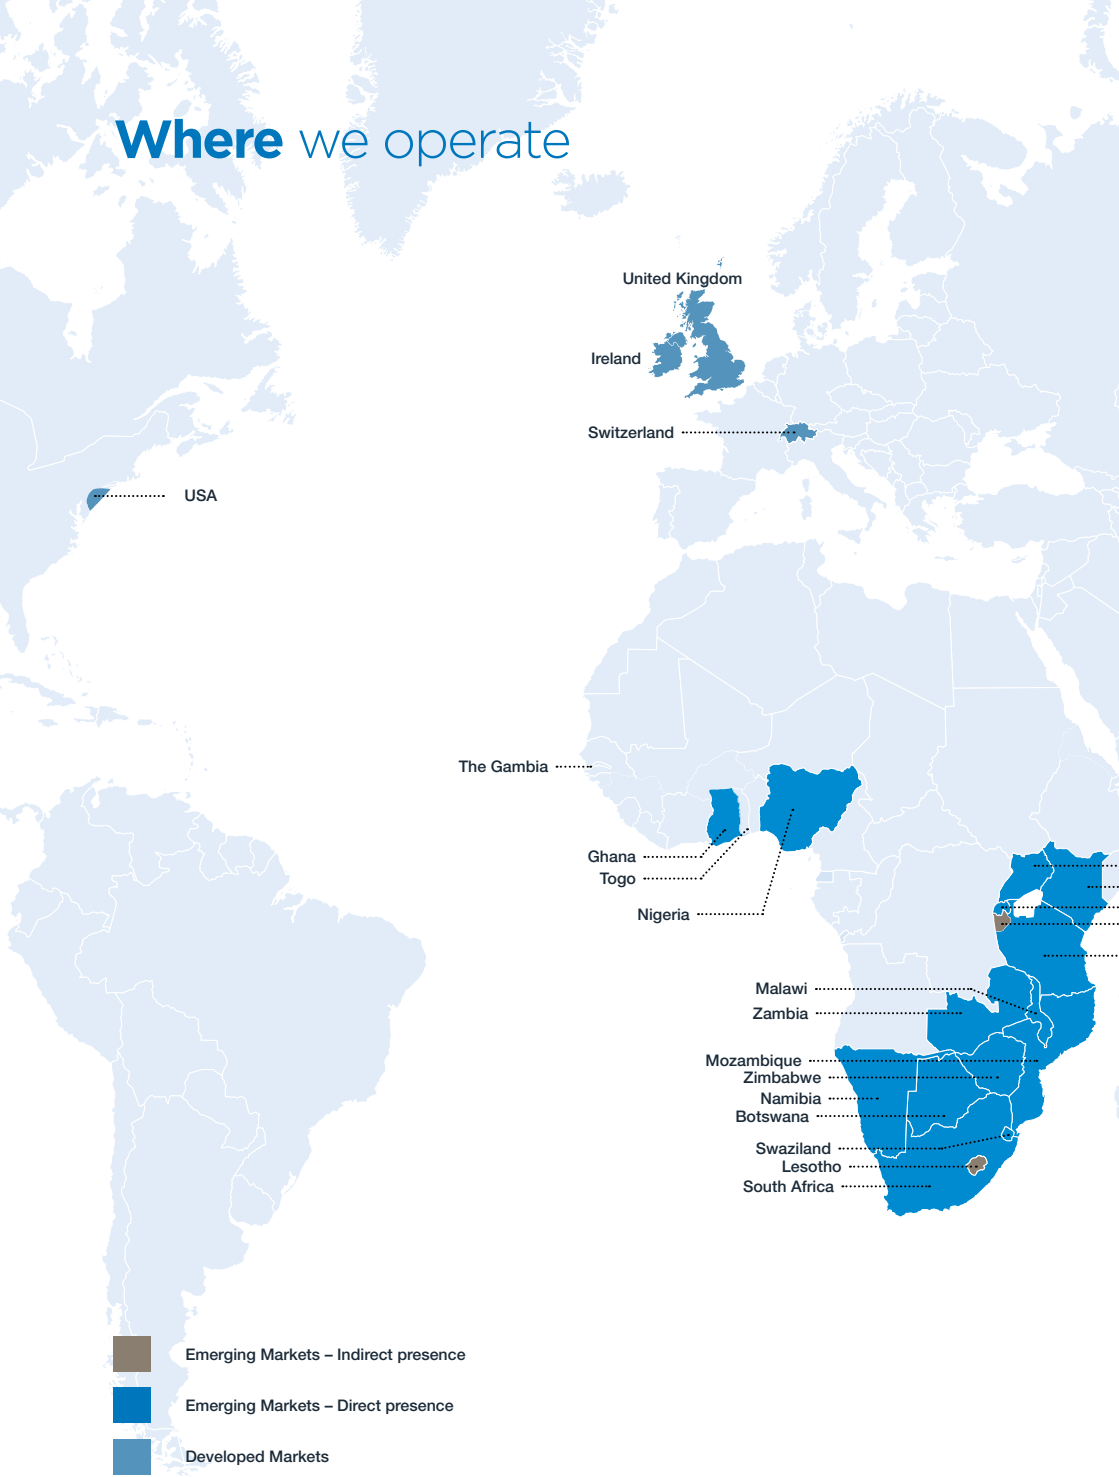 Where we operate
United Kingdom
Ireland
Switzerland
USA
The Gambia
Ghana
Togo
Nigeria
Malawi
Zambia
Mozambique
Zimbabwe
Namibia
Botswana
Swaziland
Lesotho
South Africa
Emerging Markets – Indirect presence
Emerging Markets – Direct presence
Developed Markets